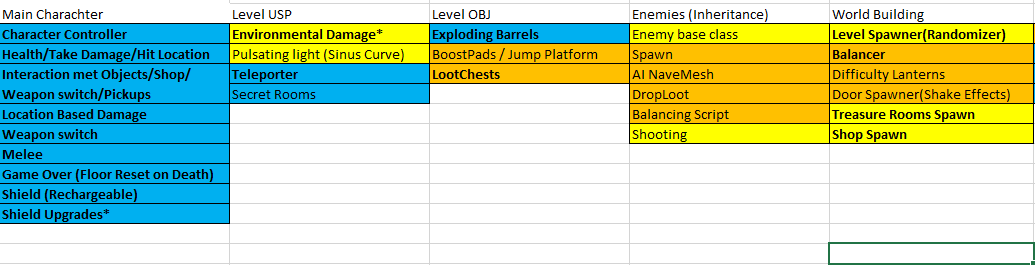 Main Charachter Level USP Level OBJ Enemies (Inheritance) World Building
Character Controller Environmental Damage* Exploding Barrels Enemy base class Level Spawner(Randomizer)
Health/Take Damage/Hit Location Pulsating light (Sinus Curve) BoostPads / Jump Platform Spawn Balancer
Interaction met Objects/Shop/ Teleporter LootChests AI NaveMesh Difficulty Lanterns
Weapon switch/Pickups Secret Rooms DropLoot Door Spawner(Shake Effects)
Location Based Damage Balancing Script Treasure Rooms Spawn
Weapon switch Shooting Shop Spawn
Melee
Game Over (Floor Reset on Death)
Shield (Rechargeable)
Shield Upgrades*